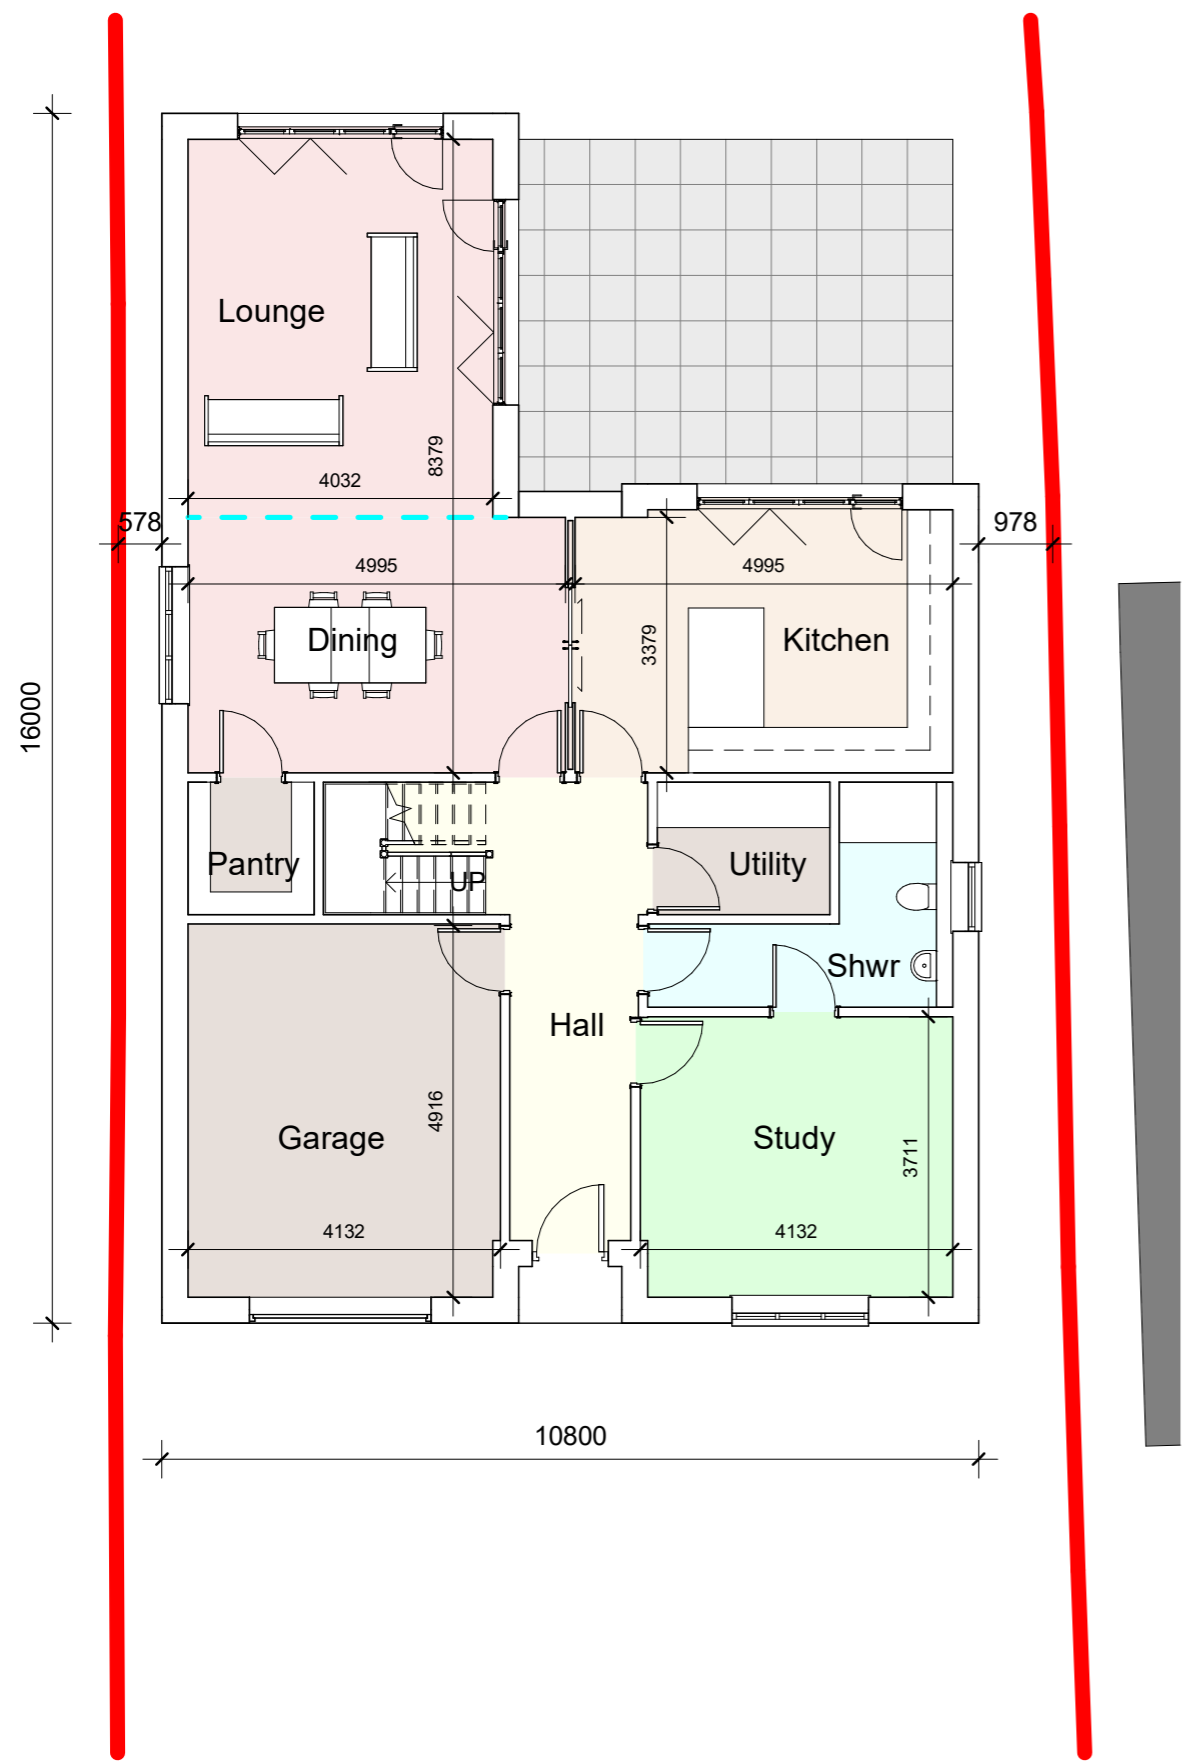 Lounge
8379
4032
578
978
4995
4995
Dining
3379
Kitchen
16000
Pantry
UP
Utility
Shwr
Hall
4916
Garage
Study
3711
4132
4132
10800